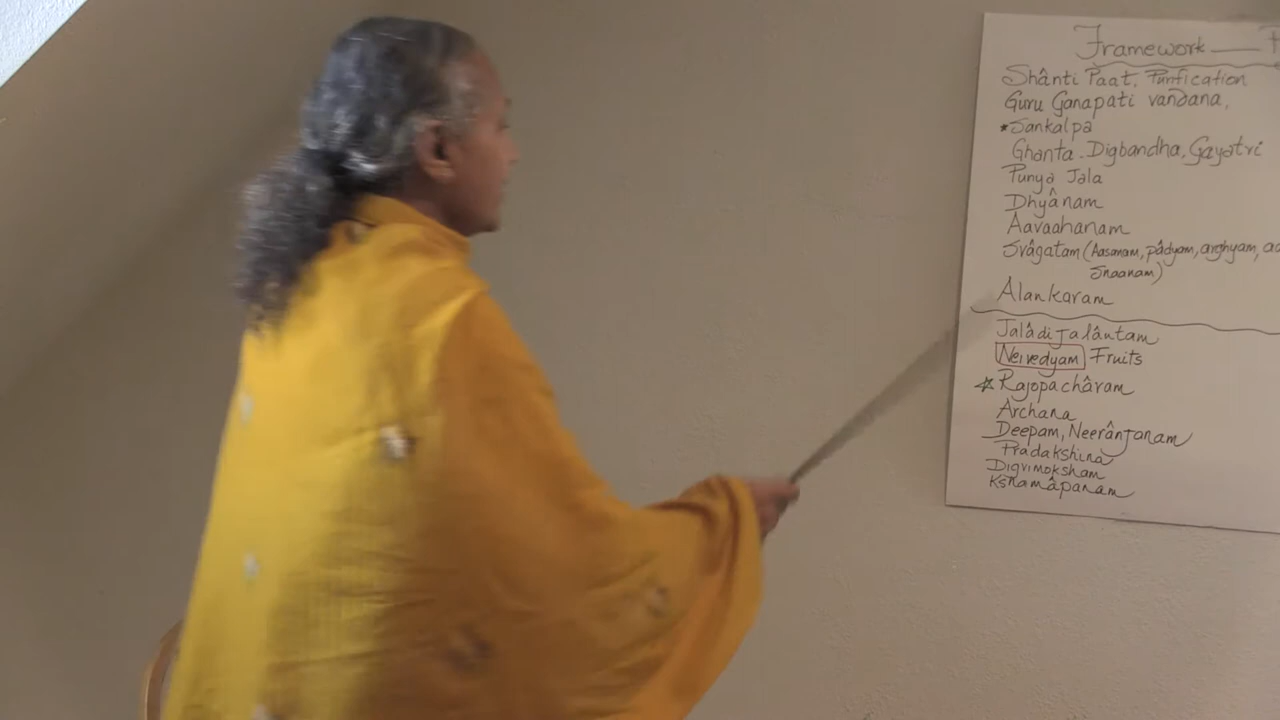 Framework
Shânti Paat, Purification
Guru Ganapati vandana,
*Sankalpa
Ghanta. Digbandha, Gayatri
Punya Jala
Dhyânam
Aavaahanam
Svâgatam (Aasanam, pâdyam, arghyam,
Snaanam)
Alankaram
Jalâdi Jalântam
Neivedyam Fruits
☆ Rajopachâram
Archana
Deepam, Neerânjanam
Pradakshina
Digvimoksham
Kshamâpanam